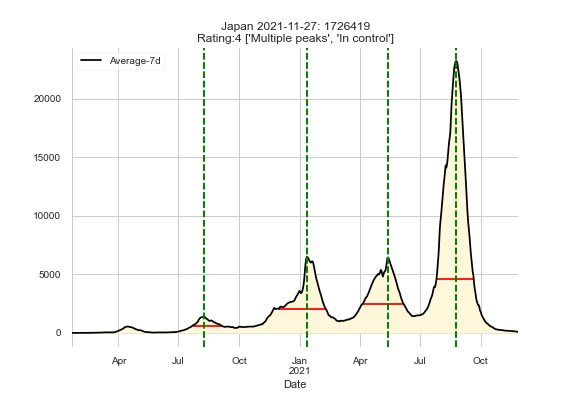 Japan 2021-11-27: 1726419
Rating:4 ['Multiple peaks', 'In control']
Average-7d
20000
15000
10000
5000
0
Apr Jul Oct Jan Apr Jul Oct
2021
Date